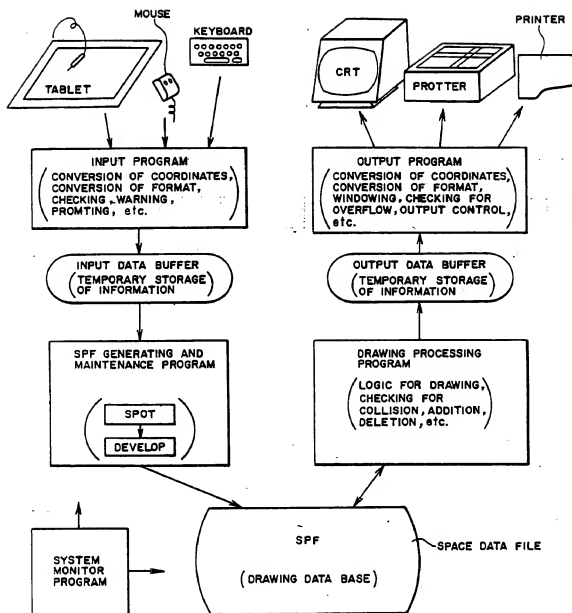 TABLET
MOUSE
KEYBOARD
INPUT PROGRAM
CONVERSION OF COORDINATES,
CONVERSION OF FORMAT,
CHECKING, WARNING,
PROMTING, etc.
INPUT DATA BUFFER
TEMPORARY STORAGE
OF INFORMATION
SPF GENERATING AND
MAINTENANCE PROGRAM
SPOT
DEVELOP
SYSTEM
MONITOR
PROGRAM
CRT
PROTTER
PRINTER
OUTPUT PROGRAM
CONVERSION OF COORDINATES,
CONVERSION OF FORMAT,
WINDOWING, CHECKING FOR
OVERFLOW, OUTPUT CONTROL,
etc.
OUTPUT DATA BUFFER
TEMPORARY STORAGE
OF INFORMATION
DRAWING PROCESSING
PROGRAM
LOGIC FOR DRAWING,
CHECKING FOR
COLLISION, ADDITION,
DELETION, etc.
SPF
(DRAWING DATA BASE)
SPACE DATA FILE